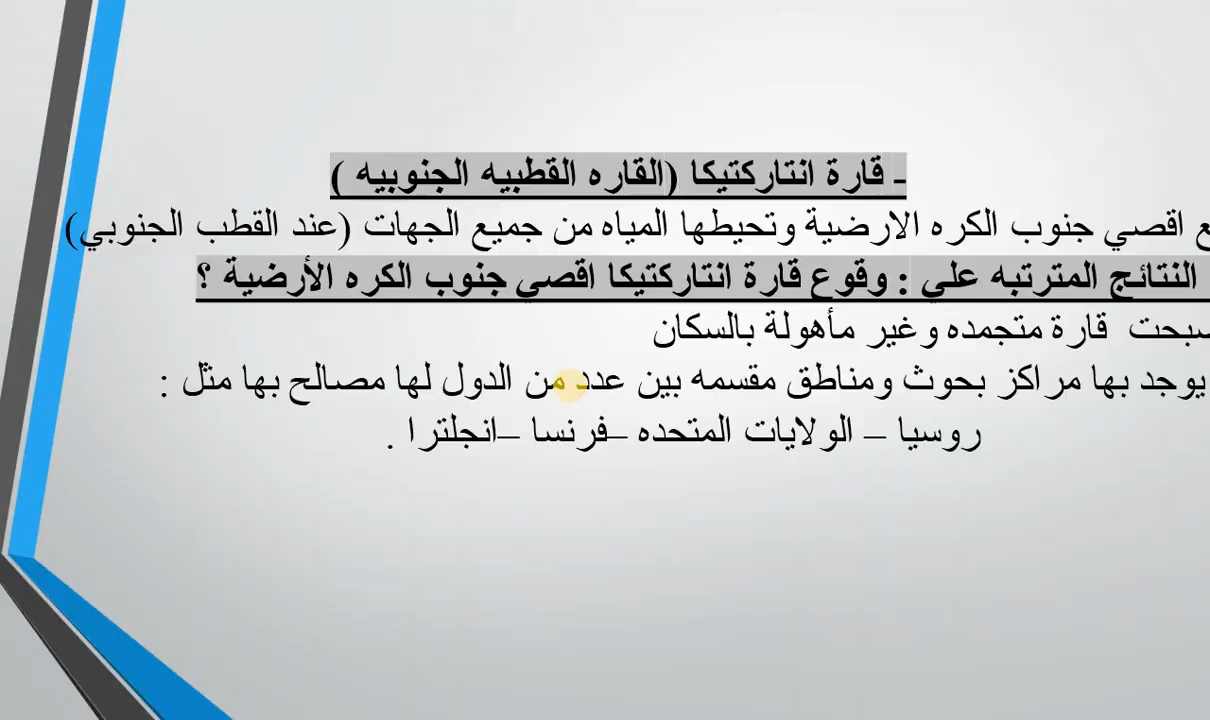 - قارة انتاركتيكا (القاره القطبيه الجنوبيه )
اقصي جنوب الكره الارضية وتحيطها المياه من جميع الجهات (عند القطب الجنوبي)
النتائج المترتبه علي : وقوع قارة انتاركتيكا اقصي جنوب الكره الأرضية ؟
قارة متجمده وغير مأهولة بالسكان
يوجد بها مراكز بحوث ومناطق مقسمه بين عدد من الدول لها مصالح بها مثل :
روسيا – الولايات المتحده –فرنسا –انجلترا .